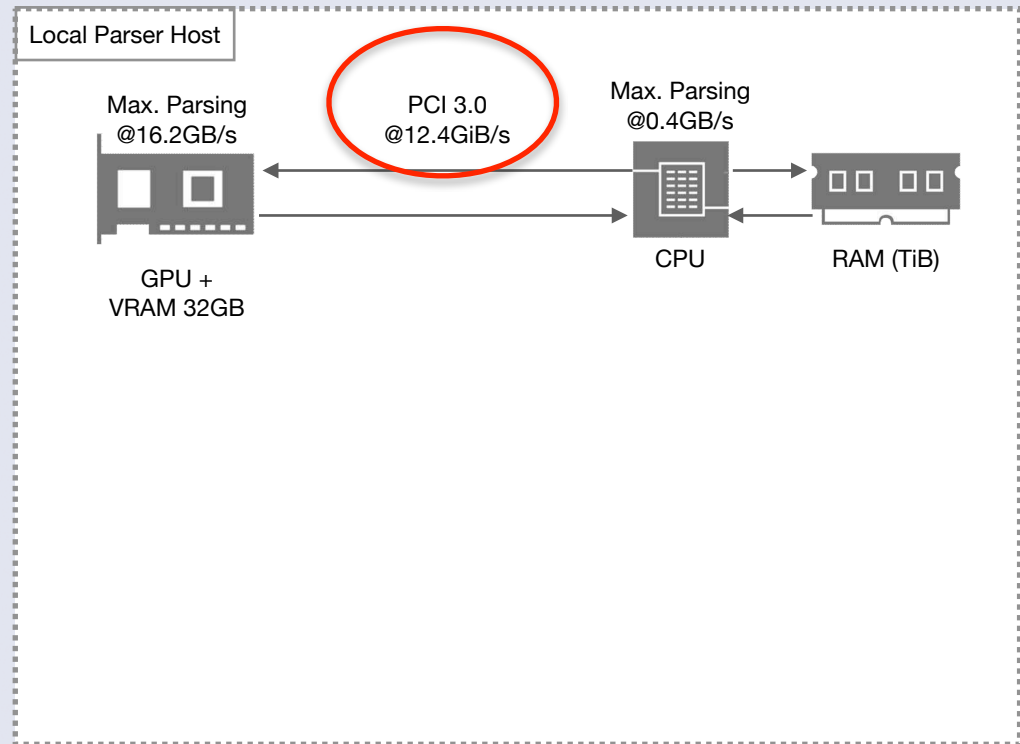 Local Parser Host
Max. Parsing
@16.2GB/s
PCI 3.0
@12.4GiB/s
Max. Parsing
@0.4GB/s
CPU
RAM (TiB)
GPU +
VRAM 32GB